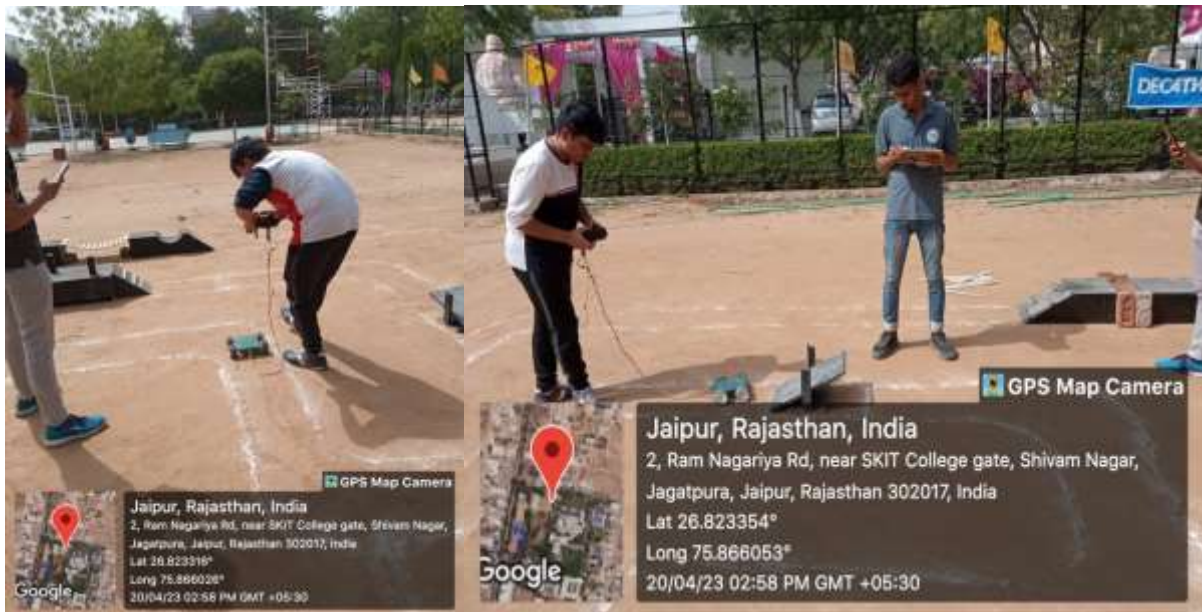 GPS Map Camera
Jaipur, Rajasthan, India
2, Ram Nagariya Rd, near SKIT College gate, Shivam Nagar,
Jagatpura, Jaipur, Rajasthan 302017, India
Lat 26.823316°
Long 75.866026°
20/04/23 02:58 PM GMT +05:30
Google
DECATH
GPS Map Camera
Jaipur, Rajasthan, India
2, Ram Nagariya Rd, near SKIT College gate, Shivam Nagar,
Jagatpura, Jaipur, Rajasthan 302017, India
Lat 26.823354°
Long 75.866053°
20/04/23 02:58 PM GMT +05:30
Google